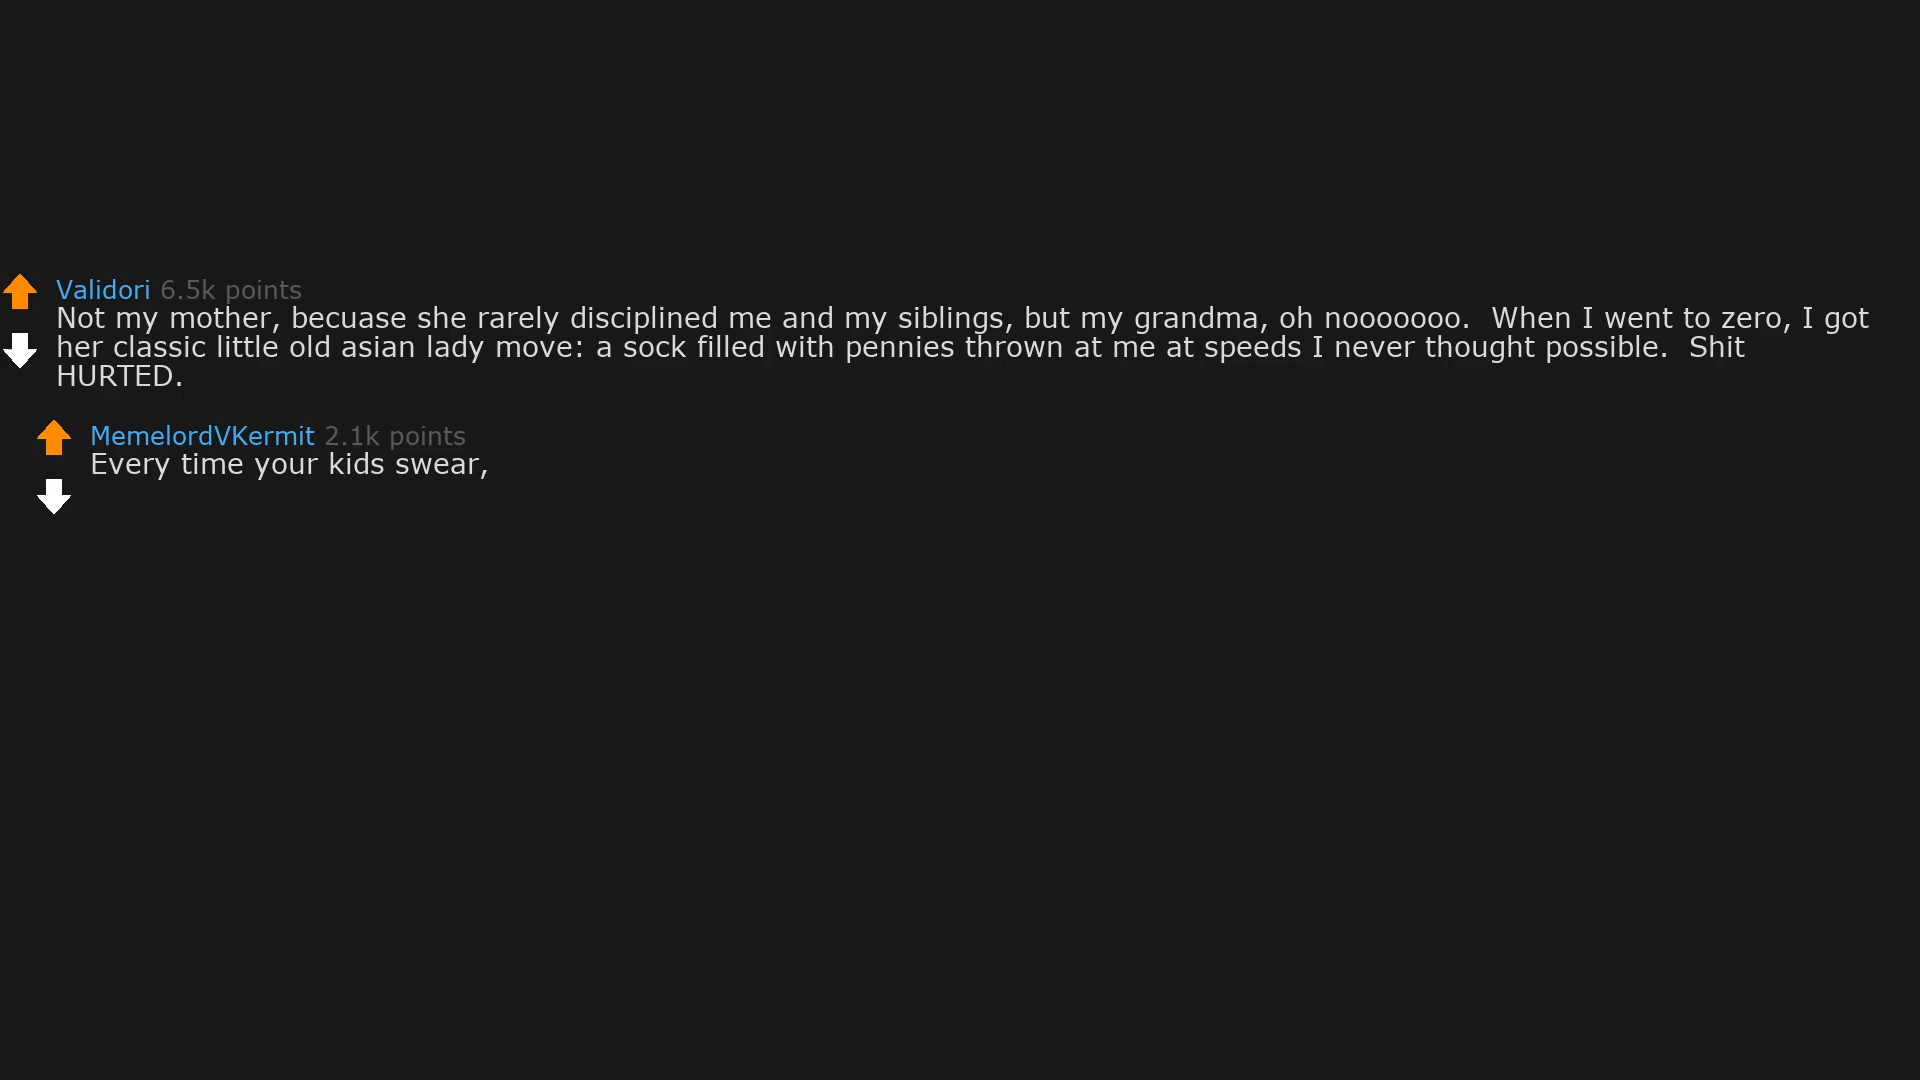 Validori 6.5k points
Not my mother, becuase she rarely disciplined me and my siblings, but my grandma, oh nooooooo.  When I went to zero, I got
her classic little old asian lady move: a sock filled with pennies thrown at me at speeds I never thought possible.  Shit
HURTED.
MemelordVKermit 2.1k points
Every time your kids swear,